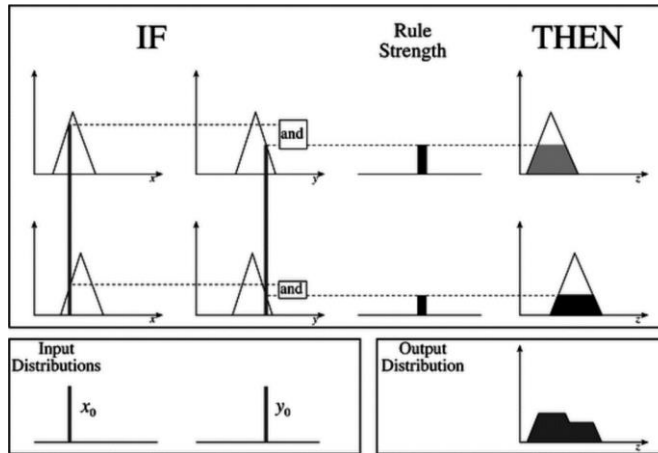 IF
Rule
Strength
THEN
and
x
y
z
and
x
y
z
Input
Distributions
x₀
y₀
Output
Distribution
z